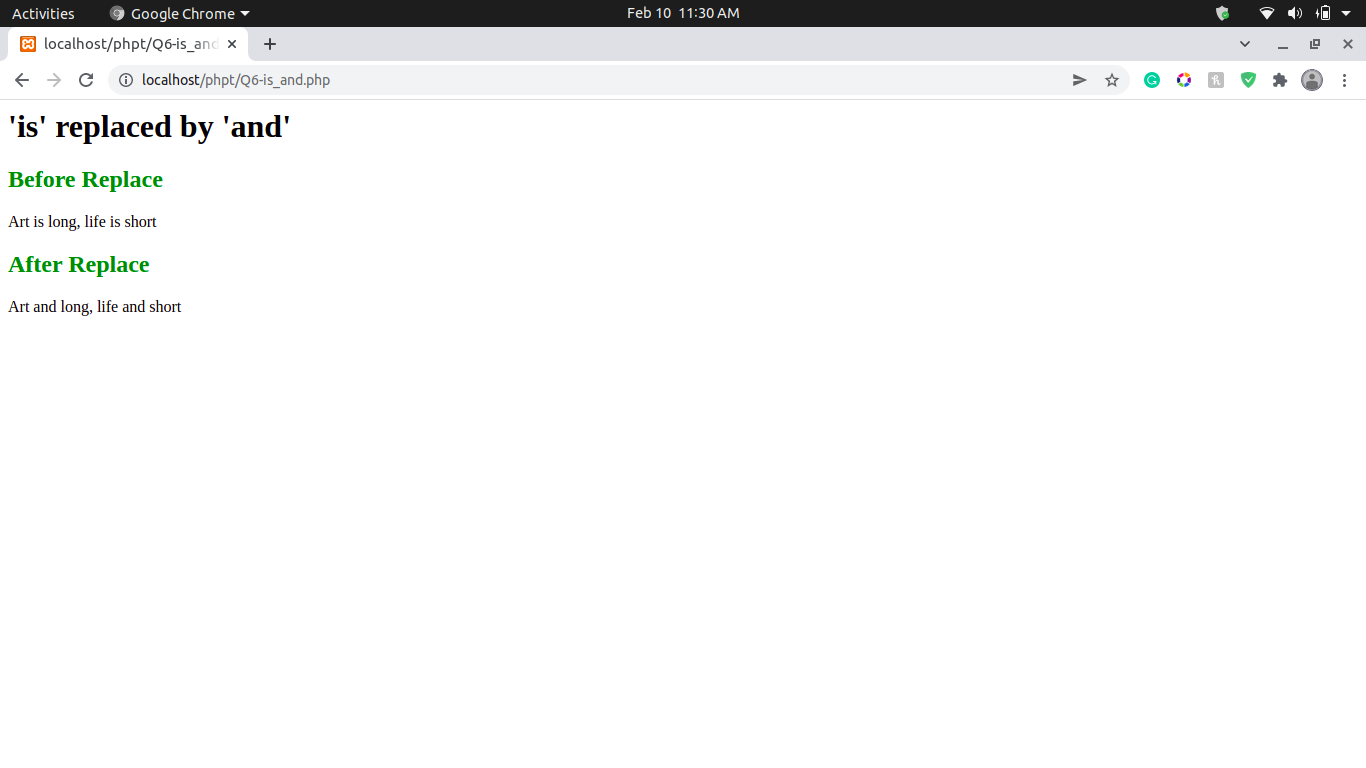 Activities Google Chrome Feb 10 11:30 AM
localhost/phpt/Q6-is_and
localhost/phpt/Q6-is_and.php
'is' replaced by 'and'
Before Replace
Art is long, life is short
After Replace
Art and long, life and short